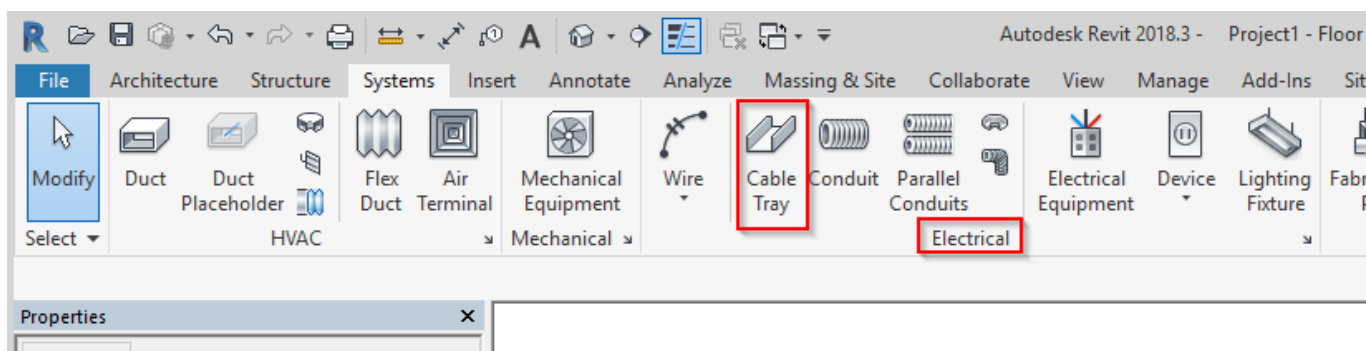 R A Autodesk Revit 2018.3 - Project1 - Floor
File Architecture Structure Systems Insert Annotate Analyze Massing & Site Collaborate View Manage Add-Ins Sit
Modify Duct Duct Flex Air Mechanical Wire Cable Conduit Parallel Electrical Device Lighting Fabr
Placeholder Duct Terminal Equipment Tray Conduits Equipment Fixture P
Select HVAC Mechanical Electrical
Properties